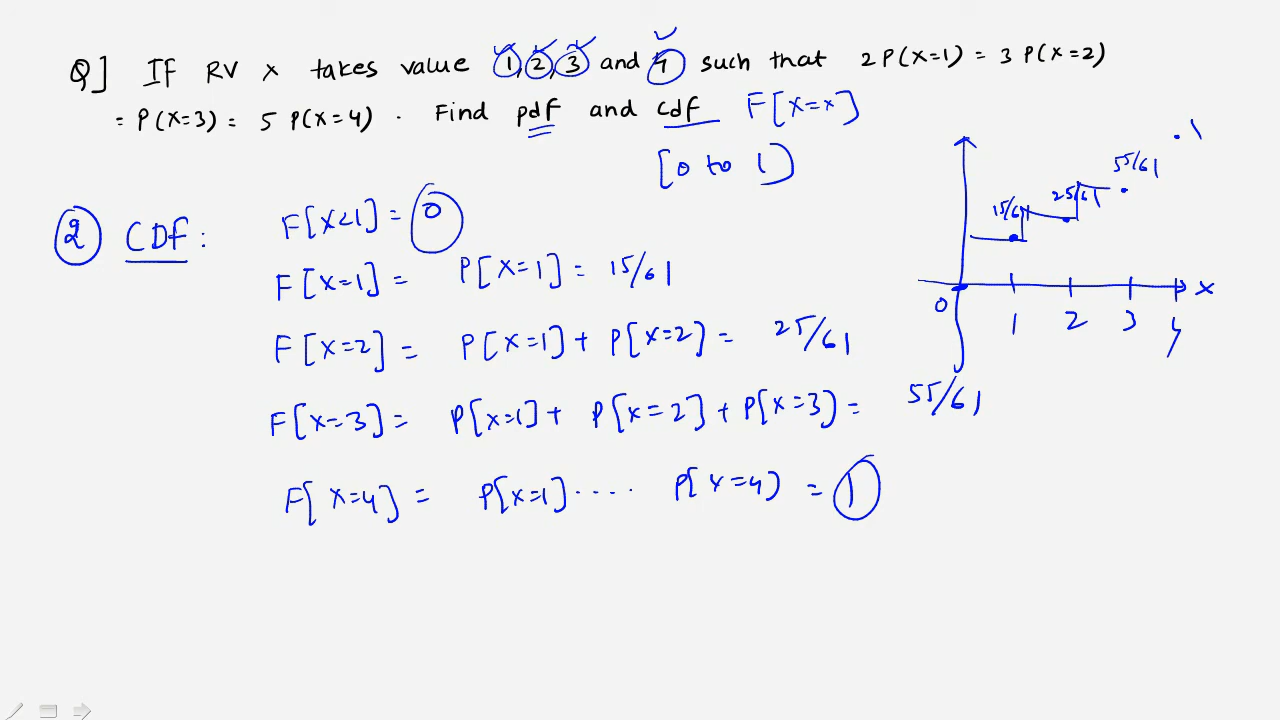 Q] IF RV x takes value 1, 2, 3 and 4 such that 2 P(X=1) = 3 P(X=2)
= P(X=3) = 5 P(X=4) . Find pdf and cdf F[X=x]
[0 to 1)
② CDf : F[X<1] = 0
F[X=1] = P[X=1] = 15/61
F[X=2] = P[X=1] + P[X=2] = 25/61
F[X=3] = P[X=1] + P[X=2] + P[X=3] = 55/61
F[X=4] = P[X=1] ..... P[X=4) = 1
1
55/61
25/61
15/61
0 1 2 3 4 x